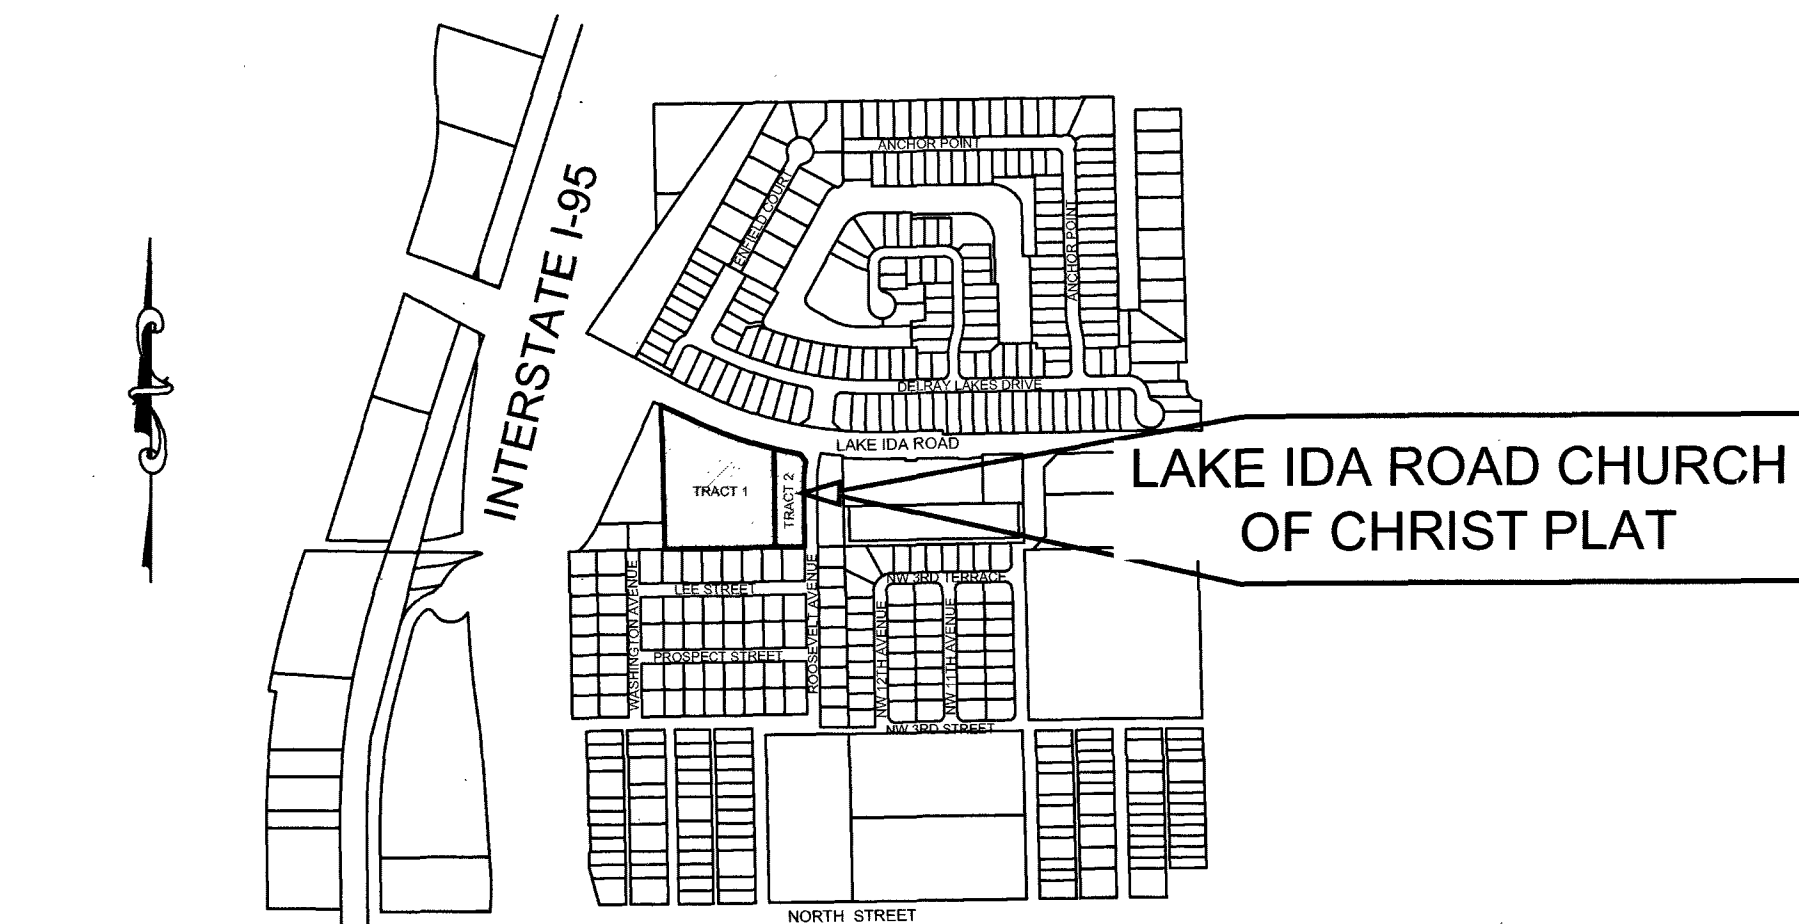 ANCHOR POINT
INTERSTATE I-95
ENFIELD COURT
ANCHOR POINT
DELRAY LAKES DRIVE
LAKE IDA ROAD
LAKE IDA ROAD CHURCH
OF CHRIST PLAT
TRACT 1
TRACT 2
WASHINGTON AVENUE
LEE STREET
ROOSEVELT AVENUE
NW 3RD TERRACE
PROSPECT STREET
NW 12TH AVENUE
NW 11TH AVENUE
NW 3RD STREET
NORTH STREET